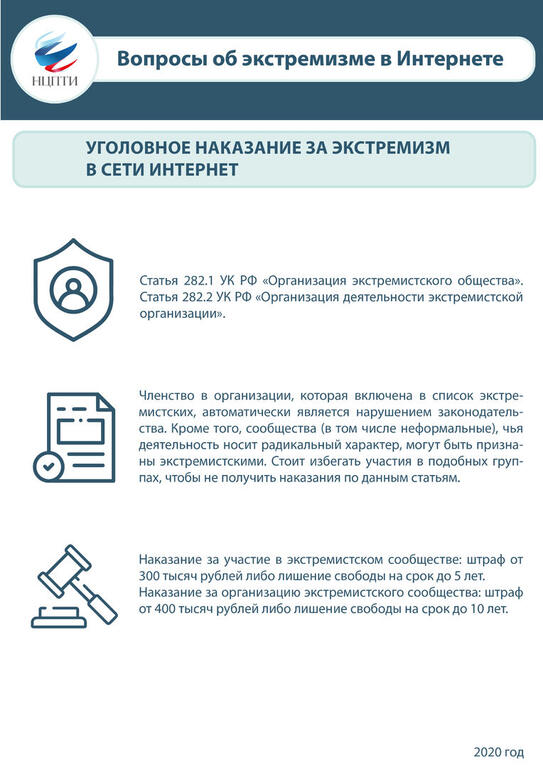 НЦПТИ
Вопросы об экстремизме в Интернете
УГОЛОВНОЕ НАКАЗАНИЕ ЗА ЭКСТРЕМИЗМ
В СЕТИ ИНТЕРНЕТ
Статья 282.1 УК РФ «Организация экстремистского общества».
Статья 282.2 УК РФ «Организация деятельности экстремистской
организации».
Членство в организации, которая включена в список экстре-
мистских, автоматически является нарушением законодатель-
ства. Кроме того, сообщества (в том числе неформальные), чья
деятельность носит радикальный характер, могут быть призна-
ны экстремистскими. Стоит избегать участия в подобных груп-
пах, чтобы не получить наказания по данным статьям.
Наказание за участие в экстремистском сообществе: штраф от
300 тысяч рублей либо лишение свободы на срок до 5 лет.
Наказание за организацию экстремистского сообщества: штраф
от 400 тысяч рублей либо лишение свободы на срок до 10 лет.
2020 год